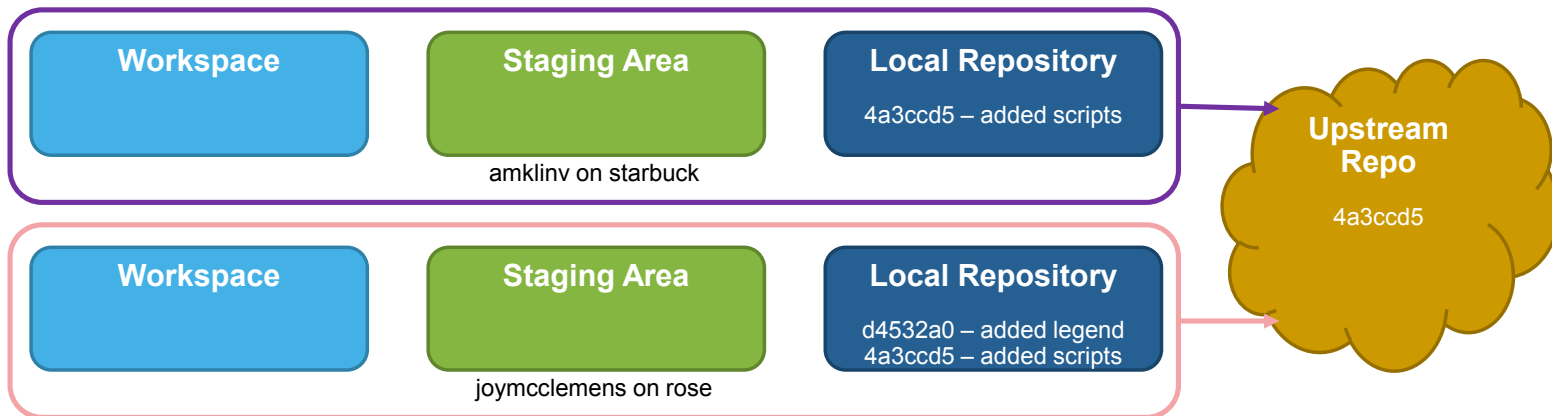 Workspace
Staging Area
Local Repository
4a3ccd5 – added scripts
amklinv on starbuck
Upstream
Repo
4a3ccd5
Workspace
Staging Area
Local Repository
d4532a0 – added legend
4a3ccd5 – added scripts
joymcclemens on rose